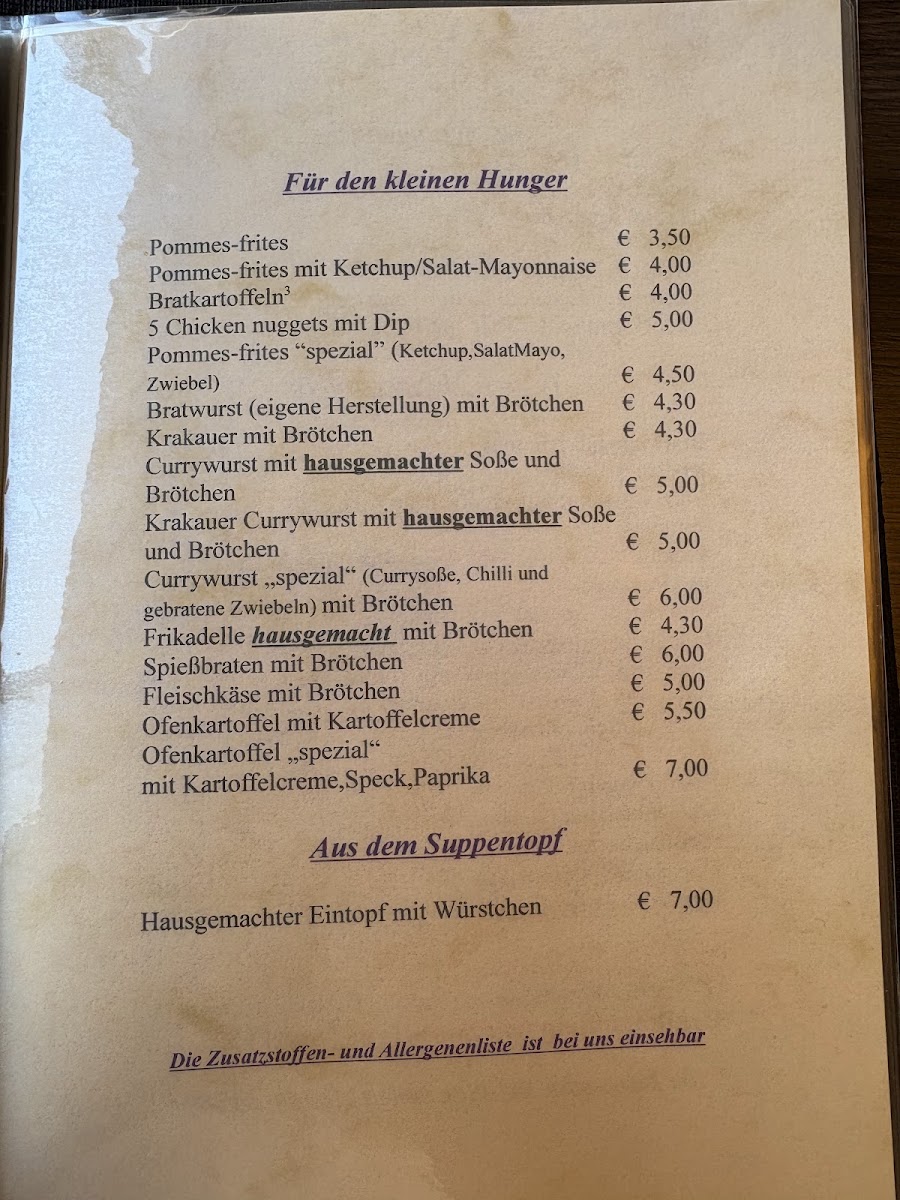 Für den kleinen Hunger
Pommes-frites € 3,50
Pommes-frites mit Ketchup/Salat-Mayonnaise € 4,00
Bratkartoffeln³ € 4,00
5 Chicken nuggets mit Dip € 5,00
Pommes-frites “spezial” (Ketchup,SalatMayo,
Zwiebel) € 4,50
Bratwurst (eigene Herstellung) mit Brötchen € 4,30
Krakauer mit Brötchen € 4,30
Currywurst mit hausgemachter Soße und
Brötchen € 5,00
Krakauer Currywurst mit hausgemachter Soße
und Brötchen € 5,00
Currywurst „spezial“ (Currysoße, Chilli und
gebratene Zwiebeln) mit Brötchen € 6,00
Frikadelle hausgemacht mit Brötchen € 4,30
Spießbraten mit Brötchen € 6,00
Fleischkäse mit Brötchen € 5,00
Ofenkartoffel mit Kartoffelcreme € 5,50
Ofenkartoffel „spezial“
mit Kartoffelcreme,Speck,Paprika € 7,00
Aus dem Suppentopf
Hausgemachter Eintopf mit Würstchen € 7,00
Die Zusatzstoffen- und Allergenenliste ist bei uns einsehbar